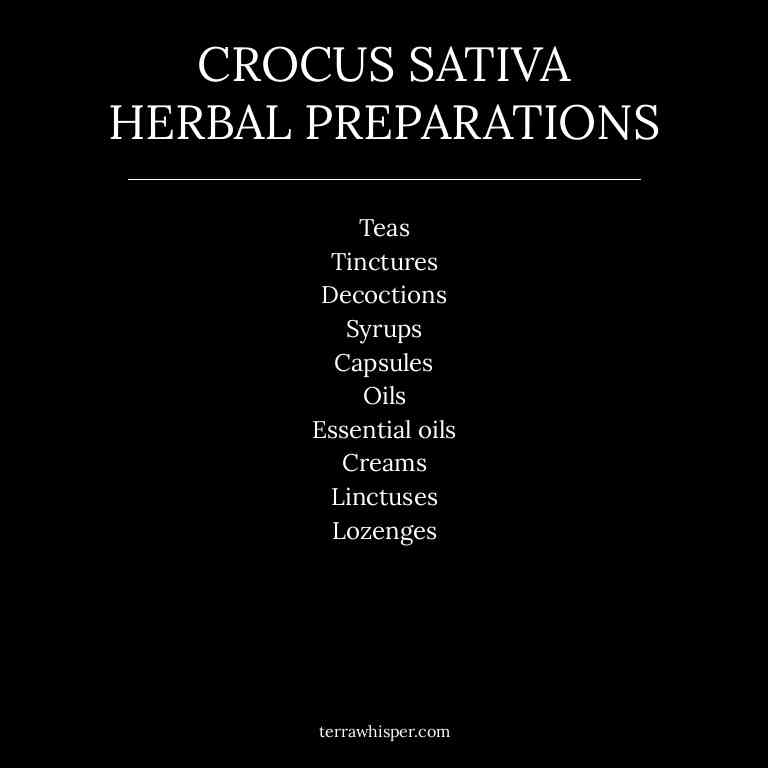 CROCUS SATIVA
HERBAL PREPARATIONS
Teas
Tinctures
Decoctions
Syrups
Capsules
Oils
Essential oils
Creams
Linctuses
Lozenges
terrawhisper.com